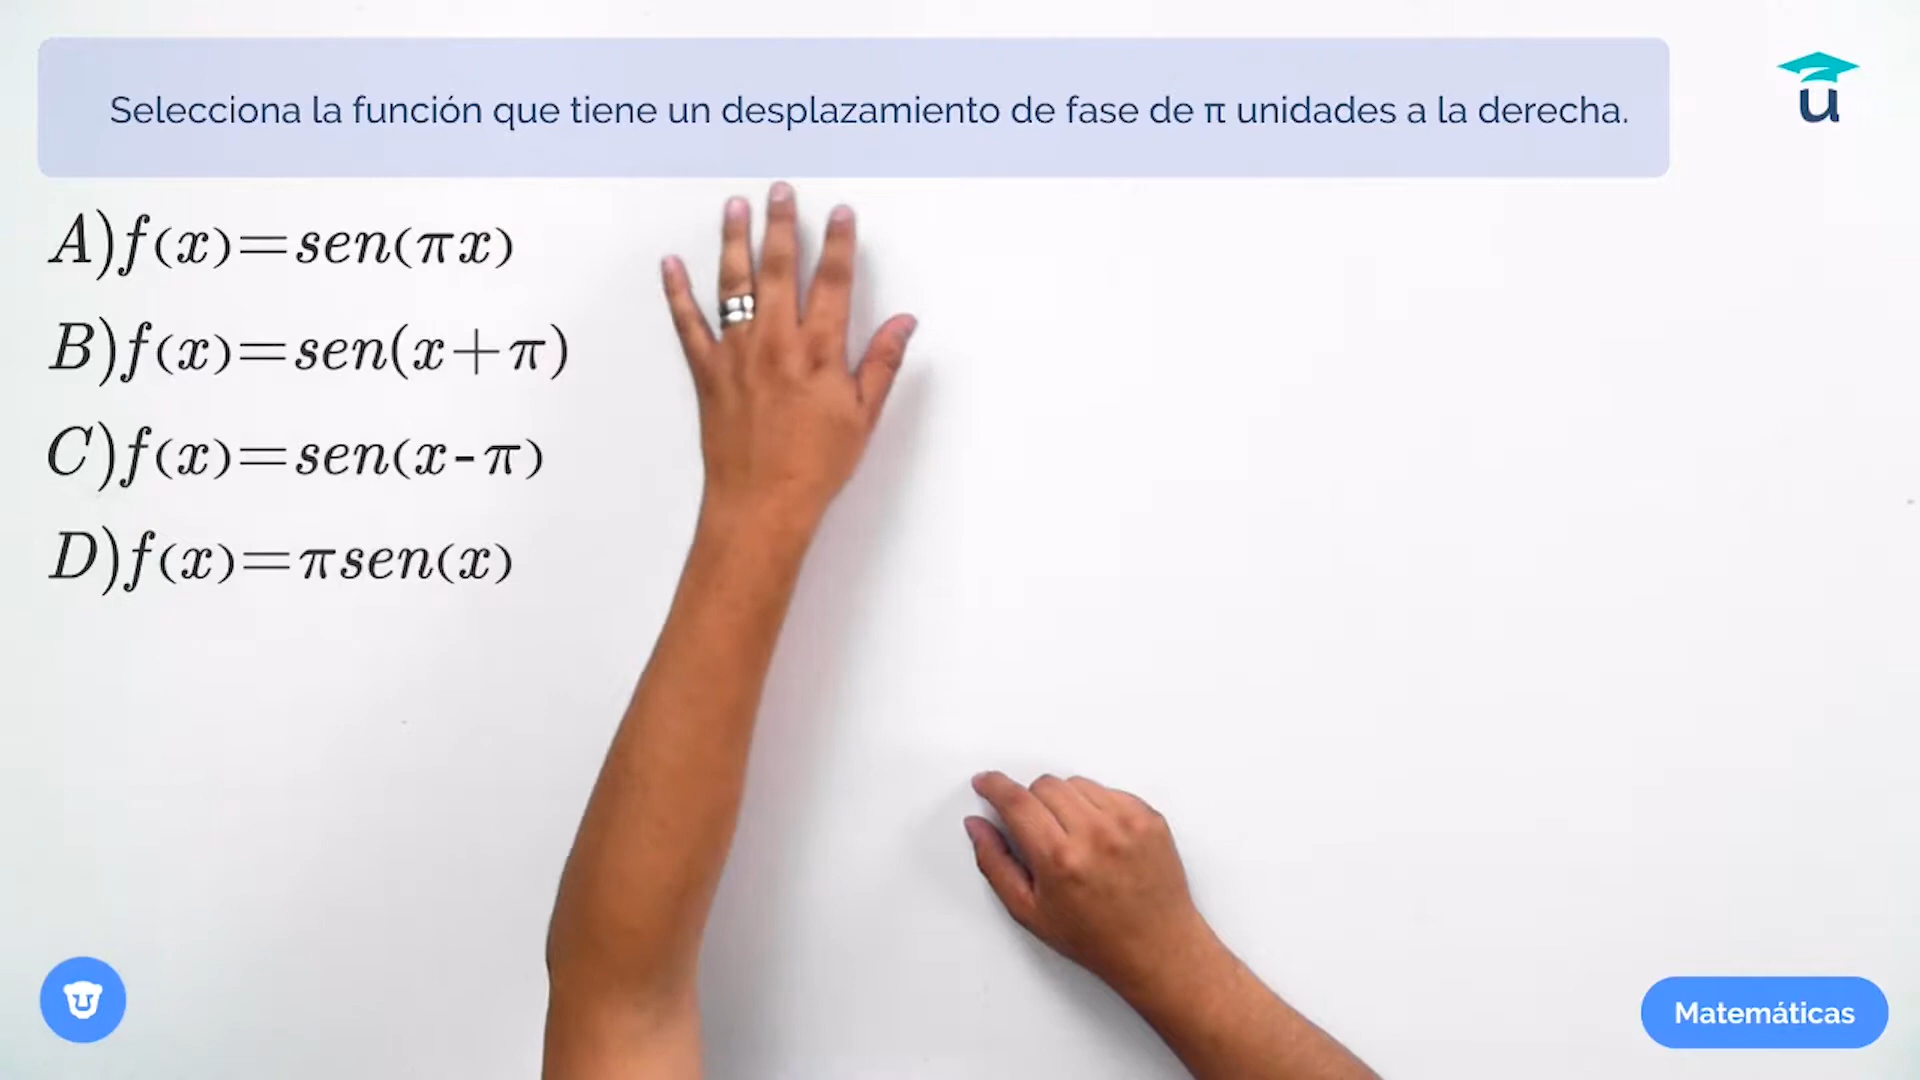 Selecciona la función que tiene un desplazamiento de fase de π unidades a la derecha.
u
A)f(x)=sen(πx)
B)f(x)=sen(x+π)
C)f(x)=sen(x-π)
D)f(x)=πsen(x)
Matemáticas